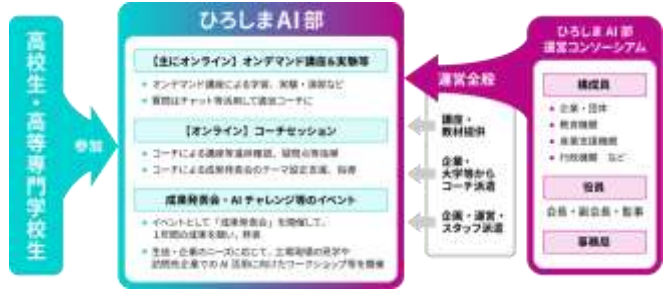 高校生・高等専門学校生
参加
ひろしまAI部
【主にオンライン】オンデマンド講座&実験等
オンデマンド講座による学習、実験・演習など
質問はチャット等活用して適宜コーチに
【オンライン】コーチセッション
コーチによる講座等進捗確認、疑問点等指導
コーチによる成果発表会のテーマ設定支援、指導
成果発表会・AIチャレンジ等のイベント
イベントとして「成果発表会」を開催して、
1年間の成果を競い、称賛
生徒・企業のニーズに応じて、工場現場の見学や
訪問先企業でのAI活用に向けたワークショップ等を開催
運営全般
講座・
教材提供
企業・
大学等から
コーチ派遣
企画・運営・
スタッフ派遣
ひろしまAI部
運営コンソーシアム
構成員
企業・団体
教育機関
産業支援機関
行政機関 など
役員
会長・副会長・監事
事務局